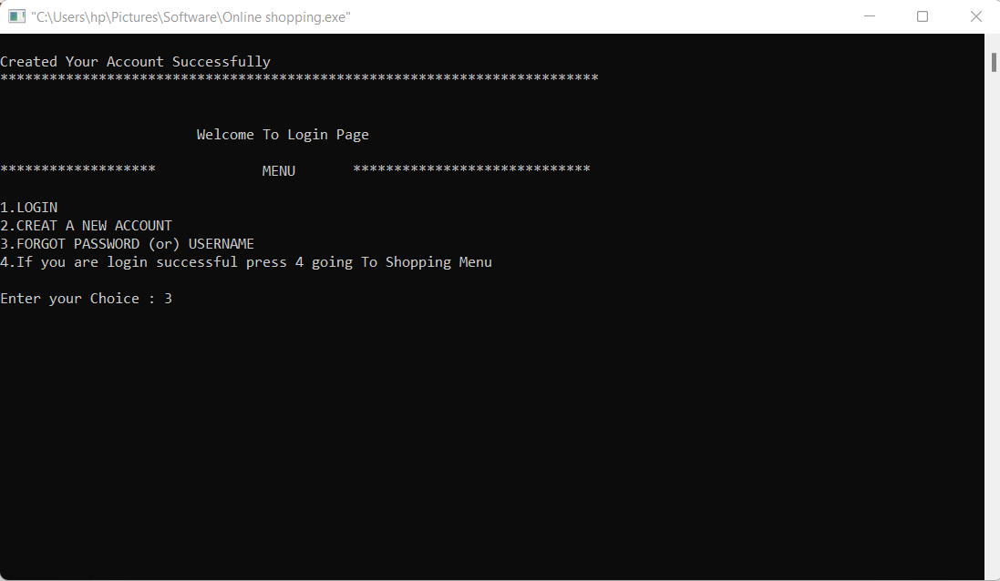 "C:\Users\hp\Pictures\Software\Online shopping.exe"
Created Your Account Successfully
*************************************************************************
Welcome To Login Page
******************* MENU *****************************
1.LOGIN
2.CREAT A NEW ACCOUNT
3.FORGOT PASSWORD (or) USERNAME
4.If you are login successful press 4 going To Shopping Menu
Enter your Choice : 3